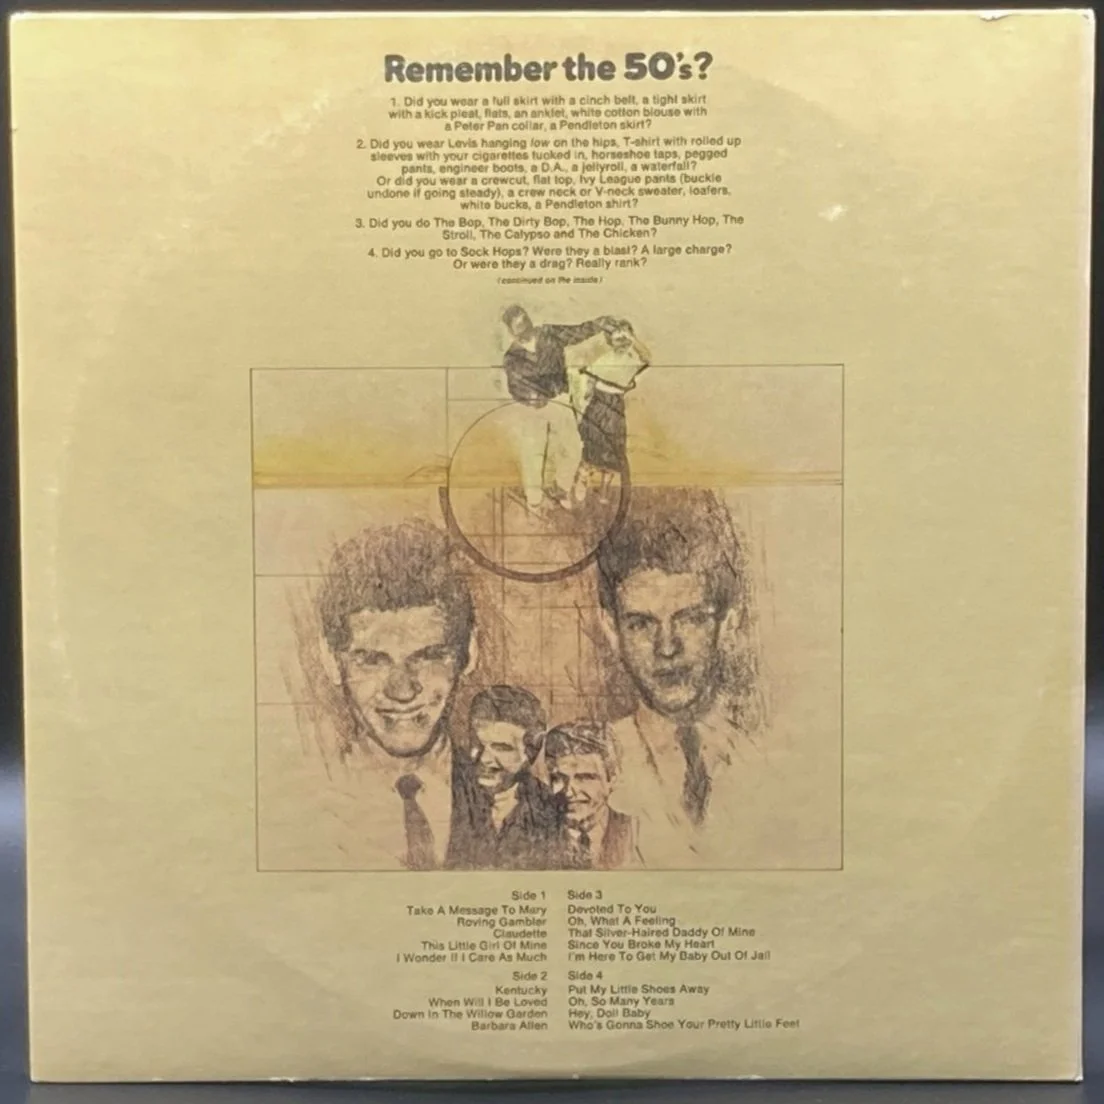 Remember the 50's?
1. Did you wear a full skirt with a cinch belt, a tight skirt
with a kick pleat, flats, an anklet, white cotton blouse with
a Peter Pan collar, a Pendleton skirt?
2. Did you wear Levis hanging low on the hips, T-shirt with rolled up
sleeves with your cigarettes tucked in, horseshoe taps, pegged
pants, engineer boots, a D.A., a jellyroll, a waterfall?
Or did you wear a crewcut, flat top, Ivy League pants (buckle
undone if going steady), a crew neck or V-neck sweater, loafers,
white bucks, a Pendleton shirt?
3. Did you do The Bop, The Dirty Bop, The Hop, The Bunny Hop, The
Stroll, The Calypso and The Chicken?
4. Did you go to Sock Hops? Were they a blast? A large charge?
Or were they a drag? Really rank?
(continued on the inside)
Side 1
Take A Message To Mary
Roving Gambler
Claudette
This Little Girl Of Mine
I Wonder If I Care As Much
Side 2
Kentucky
When Will I Be Loved
Down In The Willow Garden
Barbara Allen
Side 3
Devoted To You
Oh, What A Feeling
That Silver-Haired Daddy Of Mine
Since You Broke My Heart
I'm Here To Get My Baby Out Of Jail
Side 4
Put My Little Shoes Away
Oh, So Many Years
Hey, Doll Baby
Who's Gonna Shoe Your Pretty Little Feet